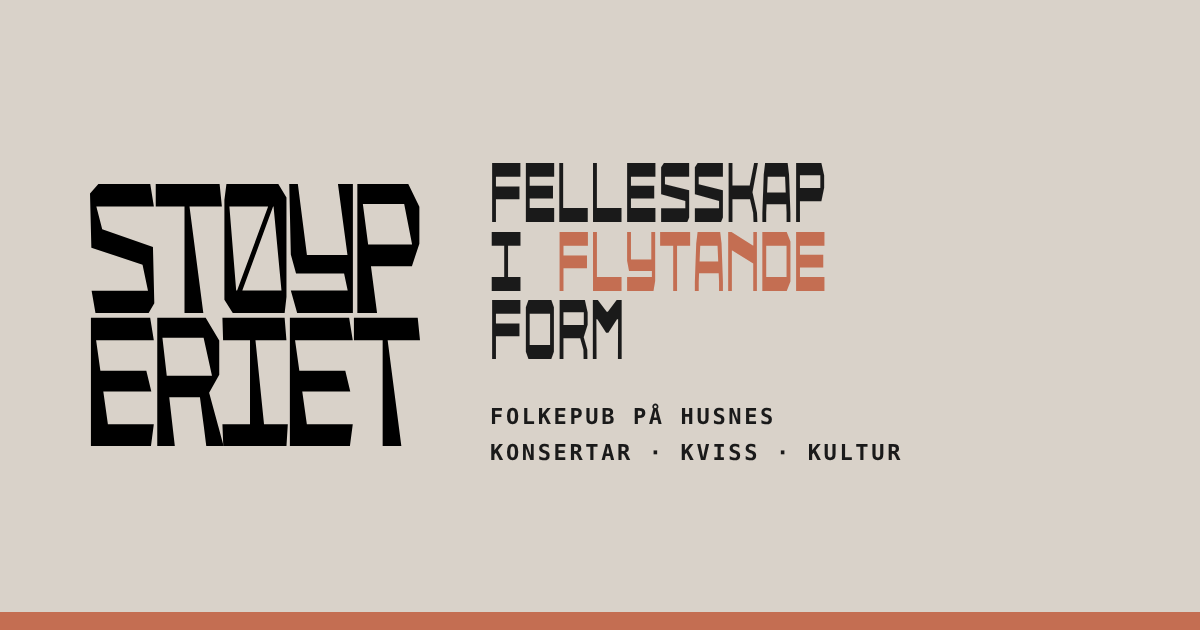 STØYP
ERIET
FELLESSKAP
I FLYTANDE
FORM
FOLKEPUB PÅ HUSNES
KONSERTAR · KVISS · KULTUR